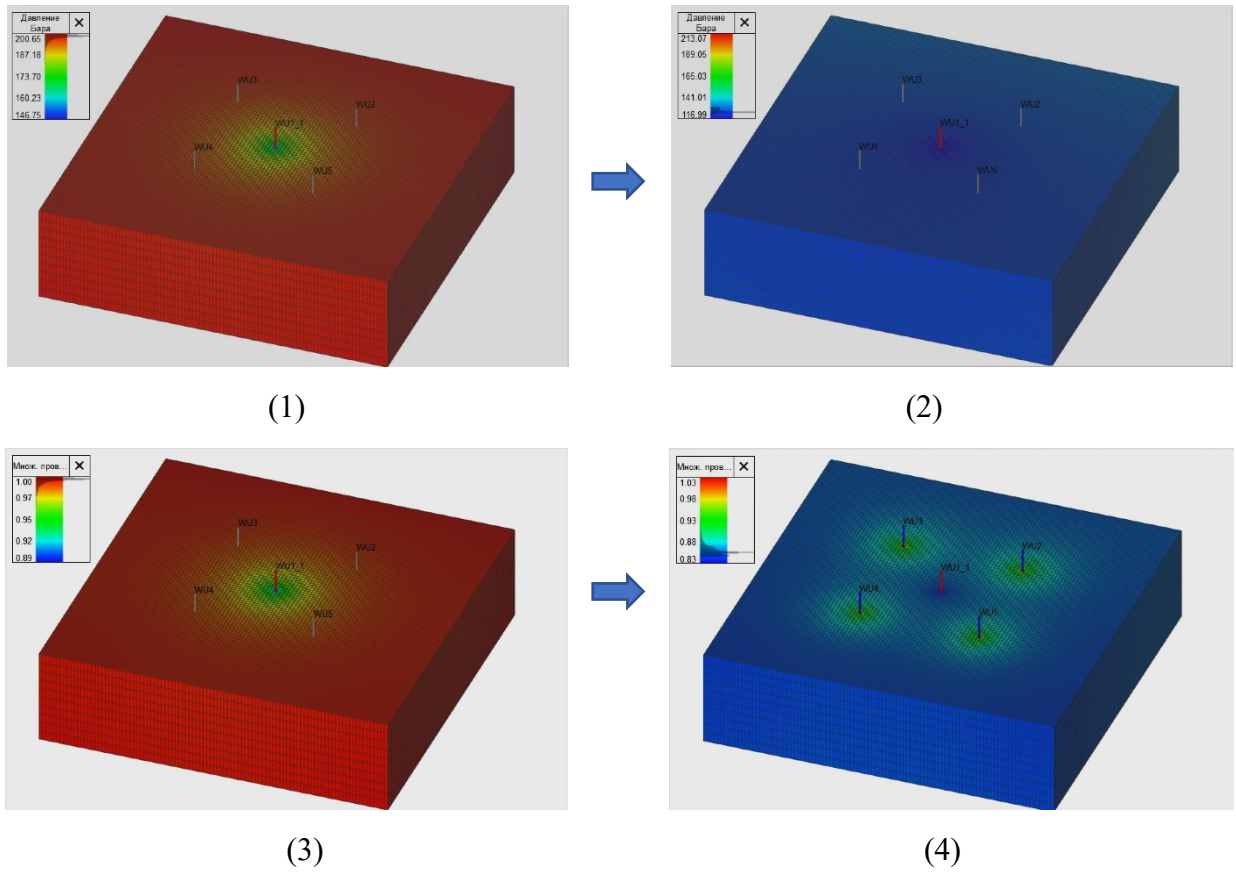 Давление
Бара
200.65
187.18
173.70
160.23
146.75
WU3
WU2
WU1_1
WU4
WU5
(1)
Давление
Бара
213.07
189.05
165.03
141.01
116.99
WU3
WU2
WU1_1
WU4
WU5
(2)
Множ. пров...
1.00
0.97
0.95
0.92
0.89
WU3
WU2
WU1_1
WU4
WU5
(3)
Множ. пров...
1.03
0.98
0.93
0.88
0.83
WU3
WU2
WU1_1
WU4
WU5
(4)